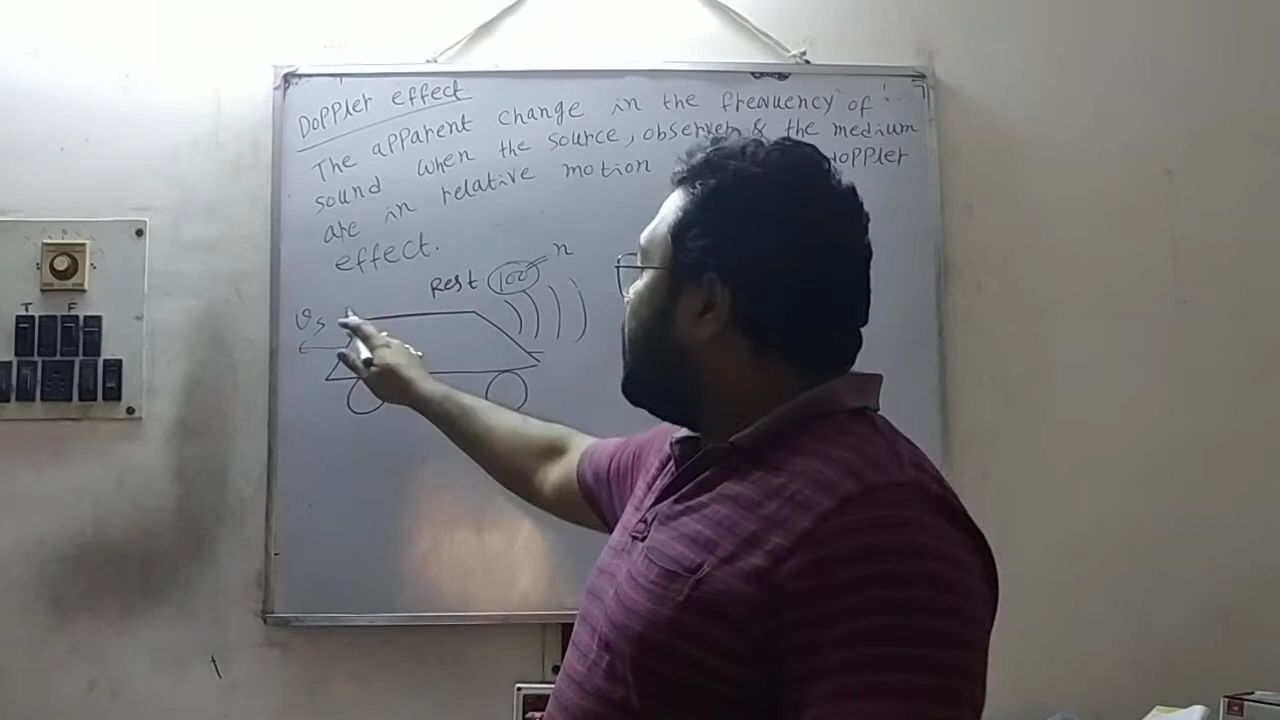 Doppler effect
The apparent change in the frequency of
sound when the source, observer & the medium
are in relative motion Doppler
effect.
Rest 100 n
vs
P
T F